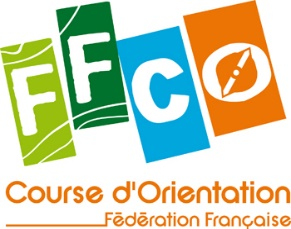 FFCO
Course d'Orientation
Fédération Française